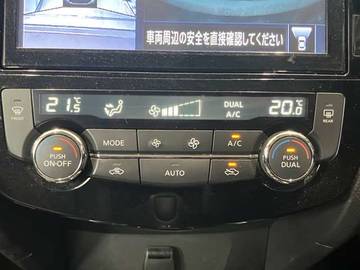 車両周辺の安全を直接確認してください
21.5
DUAL
A/C
20.0
FRONT
MODE
A/C
REAR
PUSH
ON·OFF
AUTO
PUSH
DUAL